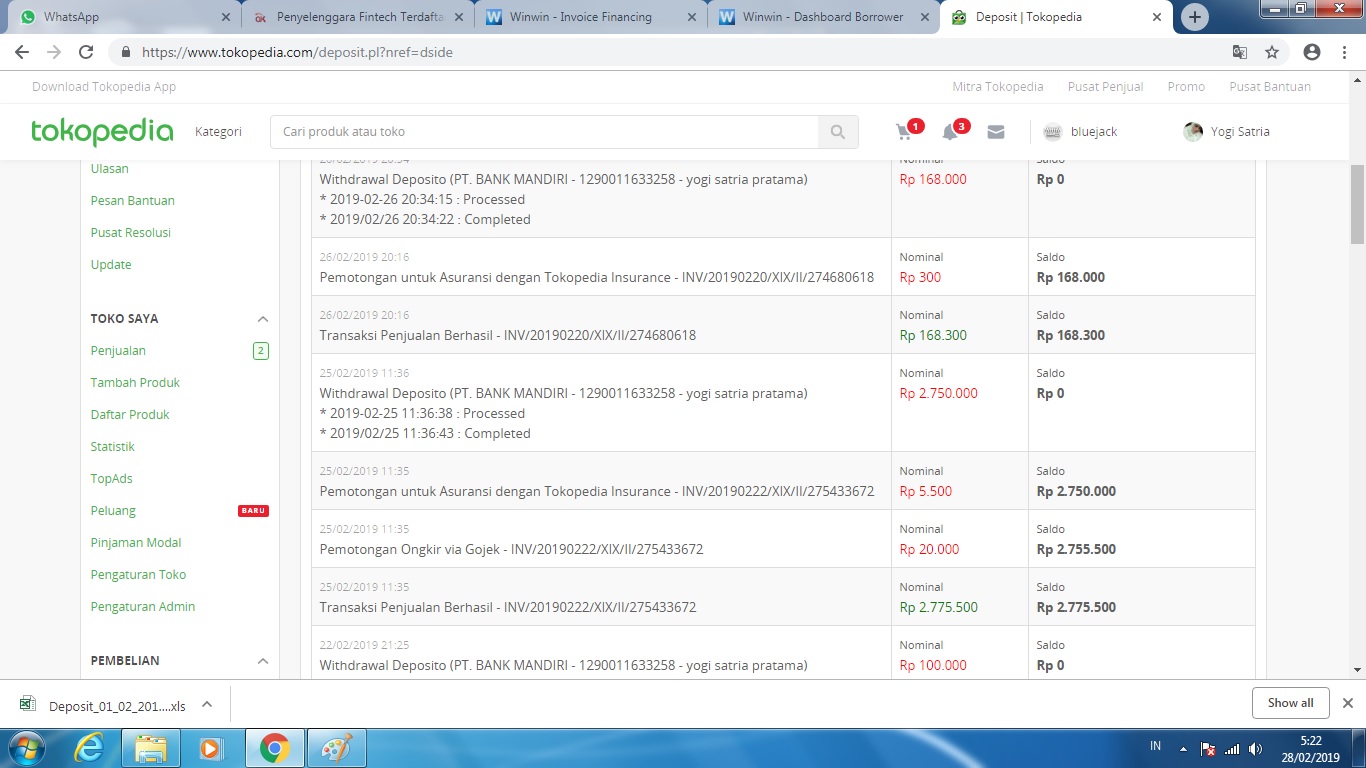 WhatsApp
Penyelenggara Fintech Terdafta
Winwin - Invoice Financing
Winwin - Dashboard Borrower
Deposit | Tokopedia
https://www.tokopedia.com/deposit.pl?nref=dside
Download Tokopedia App
Mitra Tokopedia Pusat Penjual Promo Pusat Bantuan
tokopedia Kategori Cari produk atau toko 1 3 bluejack Yogi Satria
Ulasan
Pesan Bantuan
Pusat Resolusi
Update
TOKO SAYA
Penjualan 2
Tambah Produk
Daftar Produk
Statistik
TopAds
Peluang BARU
Pinjaman Modal
Pengaturan Toko
Pengaturan Admin
PEMBELIAN
26/02/2019 20:34 Nominal Saldo
Withdrawal Deposito (PT. BANK MANDIRI - 1290011633258 - yogi satria pratama) Rp 168.000 Rp 0
* 2019-02-26 20:34:15 : Processed
* 2019/02/26 20:34:22 : Completed
26/02/2019 20:16 Nominal Saldo
Pemotongan untuk Asuransi dengan Tokopedia Insurance - INV/20190220/XIX/II/274680618 Rp 300 Rp 168.000
26/02/2019 20:16 Nominal Saldo
Transaksi Penjualan Berhasil - INV/20190220/XIX/II/274680618 Rp 168.300 Rp 168.300
25/02/2019 11:36 Nominal Saldo
Withdrawal Deposito (PT. BANK MANDIRI - 1290011633258 - yogi satria pratama) Rp 2.750.000 Rp 0
* 2019-02-25 11:36:38 : Processed
* 2019/02/25 11:36:43 : Completed
25/02/2019 11:35 Nominal Saldo
Pemotongan untuk Asuransi dengan Tokopedia Insurance - INV/20190222/XIX/II/275433672 Rp 5.500 Rp 2.750.000
25/02/2019 11:35 Nominal Saldo
Pemotongan Ongkir via Gojek - INV/20190222/XIX/II/275433672 Rp 20.000 Rp 2.755.500
25/02/2019 11:35 Nominal Saldo
Transaksi Penjualan Berhasil - INV/20190222/XIX/II/275433672 Rp 2.775.500 Rp 2.775.500
22/02/2019 21:25 Nominal Saldo
Withdrawal Deposito (PT. BANK MANDIRI - 1290011633258 - yogi satria pratama) Rp 100.000 Rp 0
Deposit_01_02_201....xls
Show all
IN
5:22
28/02/2019